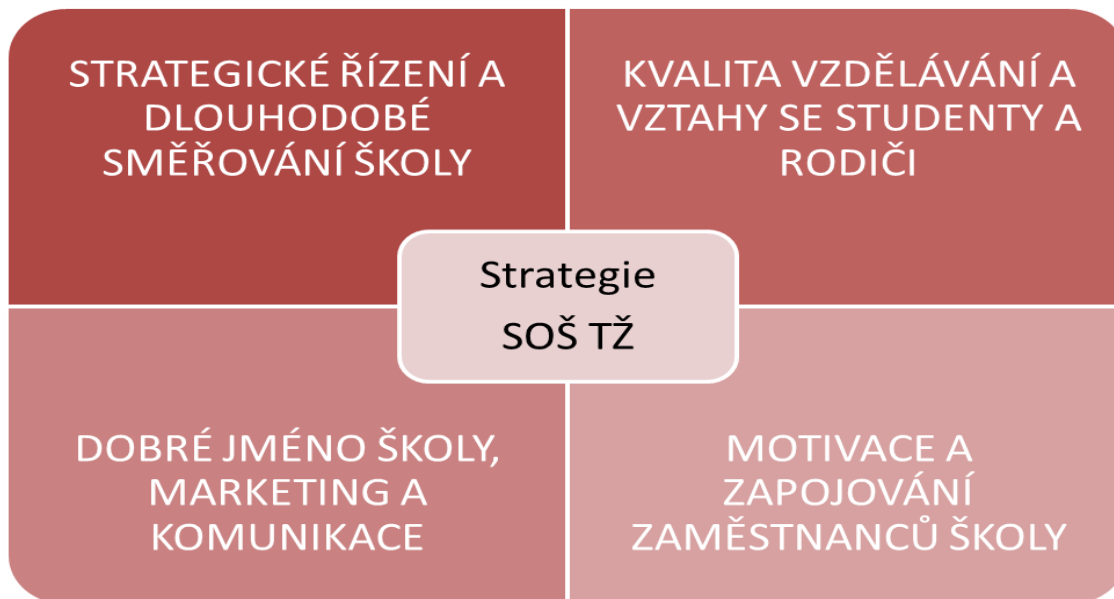 STRATEGICKÉ ŘÍZENÍ A
DLOUHODOBÉ
SMĚŘOVÁNÍ ŠKOLY
KVALITA VZDĚLÁVÁNÍ A
VZTAHY SE STUDENTY A
RODIČI
Strategie
SOŠ TŽ
DOBRÉ JMÉNO ŠKOLY,
MARKETING A
KOMUNIKACE
MOTIVACE A
ZAPOJOVÁNÍ
ZAMĚSTNANCŮ ŠKOLY